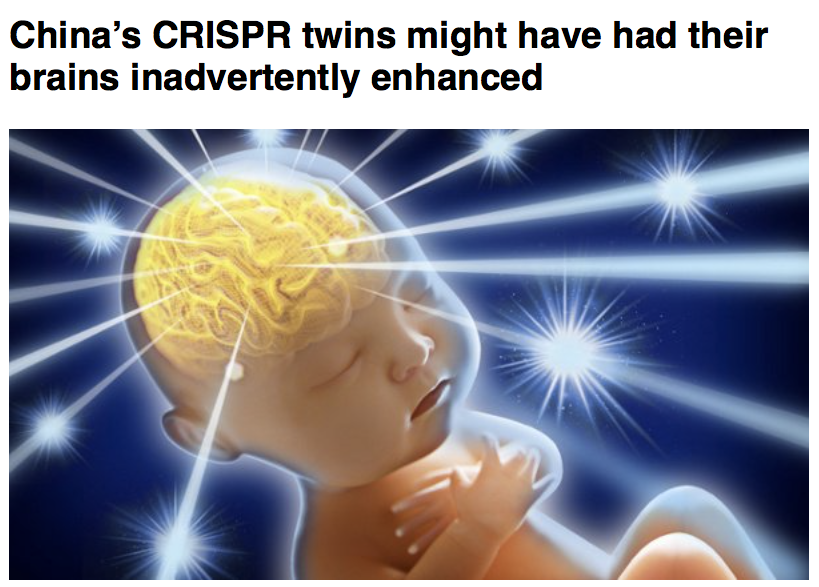 China’s CRISPR twins might have had their
brains inadvertently enhanced